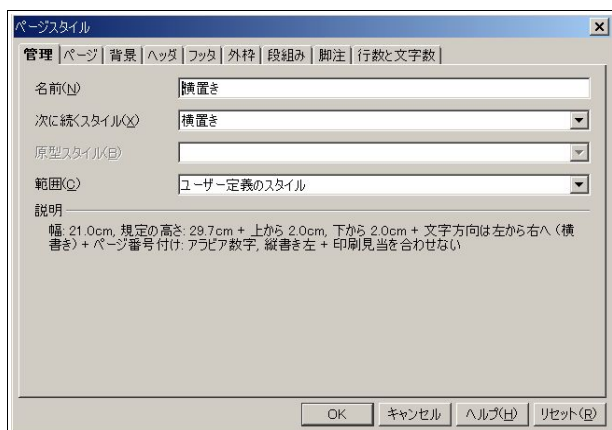 ページスタイル
管理 ページ 背景 ヘッダ フッタ 外枠 段組み 脚注 行数と文字数
名前(N) 横置き
次に続くスタイル(X) 横置き
原型スタイル(B)
範囲(C) ユーザー定義のスタイル
説明
幅: 21.0cm, 規定の高さ: 29.7cm + 上から 2.0cm, 下から 2.0cm + 文字方向は左から右へ (横
書き) + ページ番号付け: アラビア数字, 縦書き左 + 印刷見当を合わせない
OK キャンセル ヘルプ(H) リセット(R)